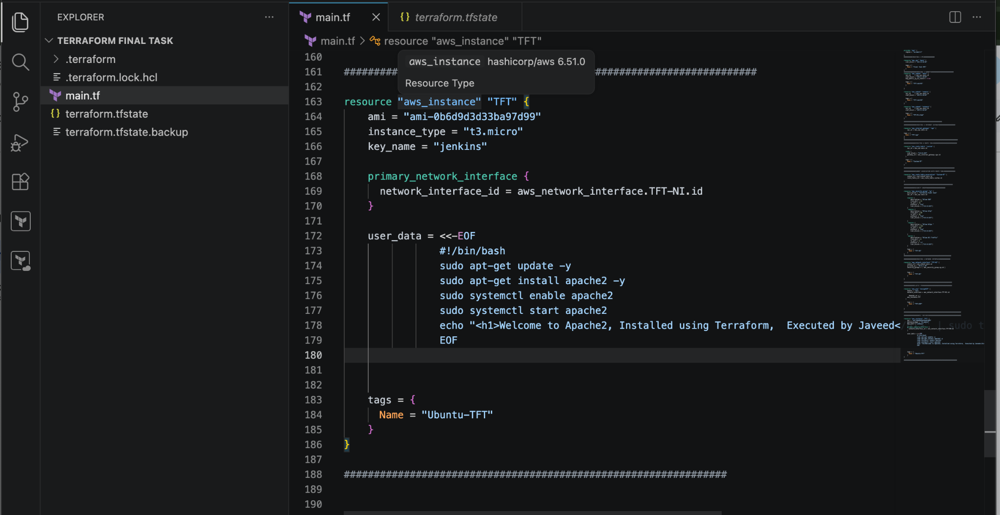 EXPLORER
TERRAFORM FINAL TASK
.terraform
.terraform.lock.hcl
main.tf
{} terraform.tfstate
terraform.tfstate.backup
main.tf
{} terraform.tfstate
main.tf > resource "aws_instance" "TFT"
aws_instance hashicorp/aws 6.51.0
Resource Type
160
161 ################################
162
163 resource "aws_instance" "TFT" {
164 ami = "ami-0b6d9d3d33ba97d99"
165 instance_type = "t3.micro"
166 key_name = "jenkins"
167
168 primary_network_interface {
169 network_interface_id = aws_network_interface.TFT-NI.id
170 }
171
172 user_data = <<-EOF
173 #!/bin/bash
174 sudo apt-get update -y
175 sudo apt-get install apache2 -y
176 sudo systemctl enable apache2
177 sudo systemctl start apache2
178 echo "<h1>Welcome to Apache2, Installed using Terraform,  Executed by Javeed< | sudo t
179 EOF
180
181
182
183 tags = {
184 Name = "Ubuntu-TFT"
185 }
186 }
187
188 ################################################################
189
190